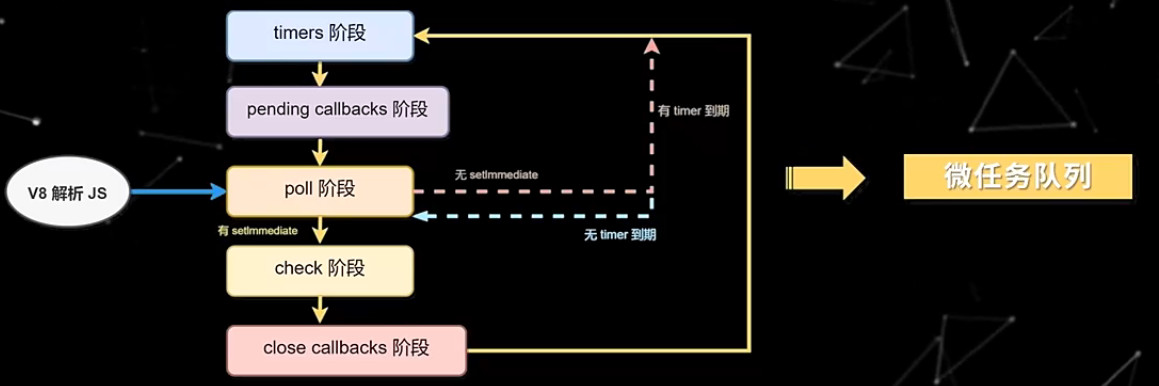 timers 阶段
pending callbacks 阶段
有 timer 到期
V8 解析 JS
poll 阶段
无 setImmediate
微任务队列
有 setImmediate
无 timer 到期
check 阶段
close callbacks 阶段